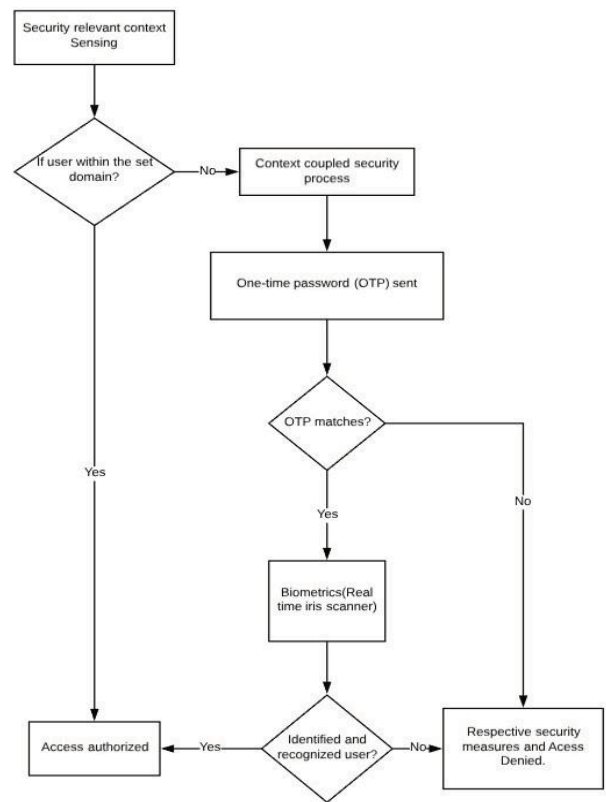 Security relevant context
Sensing
If user within the set
domain?
No
Context coupled security
process
One-time password (OTP) sent
OTP matches?
Yes
No
Yes
Biometrics(Real
time iris scanner)
Access authorized
Yes
Identified and
recognized user?
No
Respective security
measures and Acess
Denied.